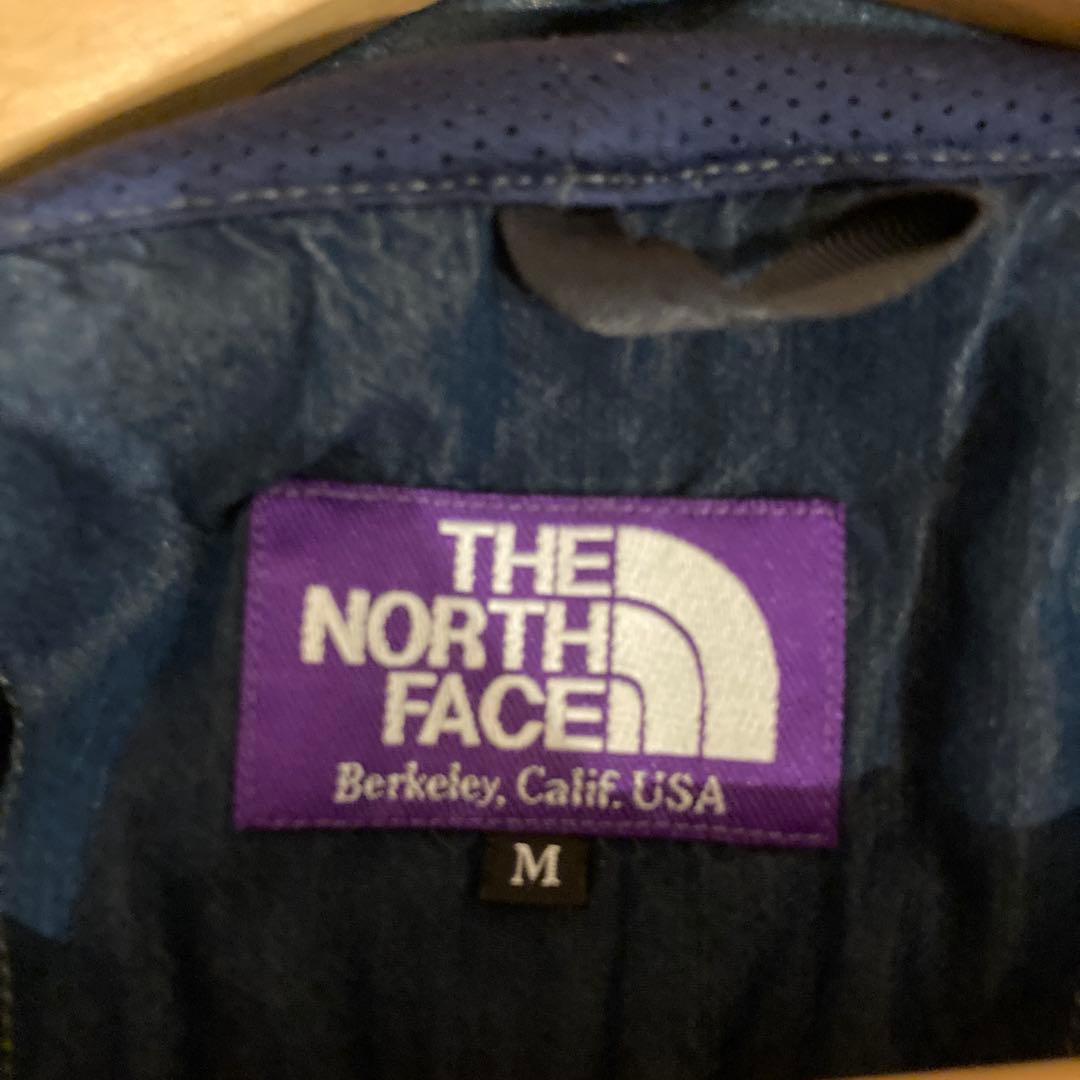 THE
NORTH
FACE
Berkeley, Calif. USA
M